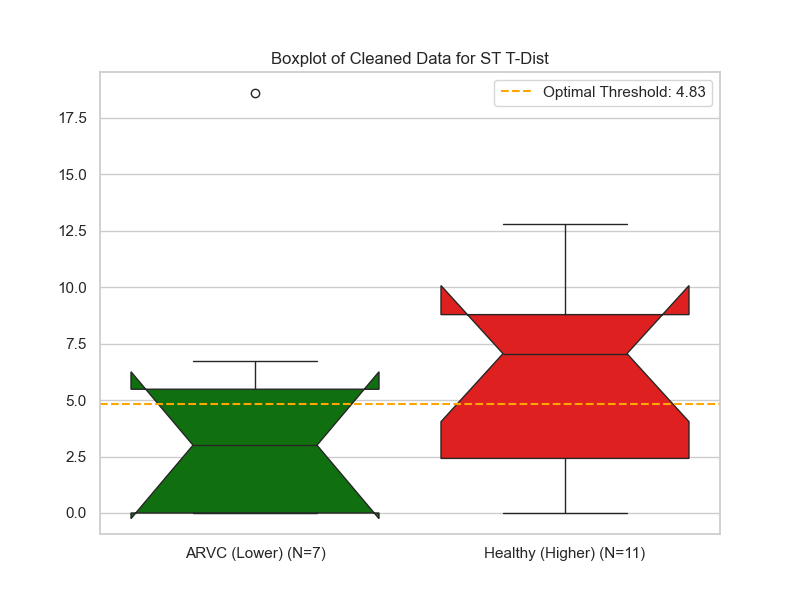 Boxplot of Cleaned Data for ST T-Dist
Optimal Threshold: 4.83
17.5
15.0
12.5
10.0
7.5
5.0
2.5
0.0
ARVC (Lower) (N=7)
Healthy (Higher) (N=11)